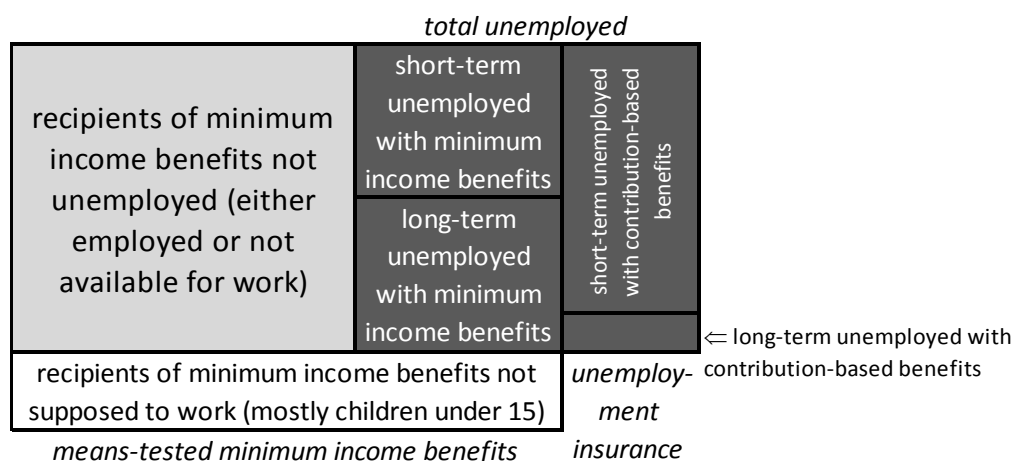 total unemployed
recipients of minimum
income benefits not
unemployed (either
employed or not
available for work)
short-term
unemployed
with minimum
income benefits
long-term
unemployed
with minimum
income benefits
short-term unemployed
with contribution-based
benefits
⇐ long-term unemployed with
contribution-based benefits
recipients of minimum income benefits not
supposed to work (mostly children under 15)
means-tested minimum income benefits
unemploy-
ment
insurance